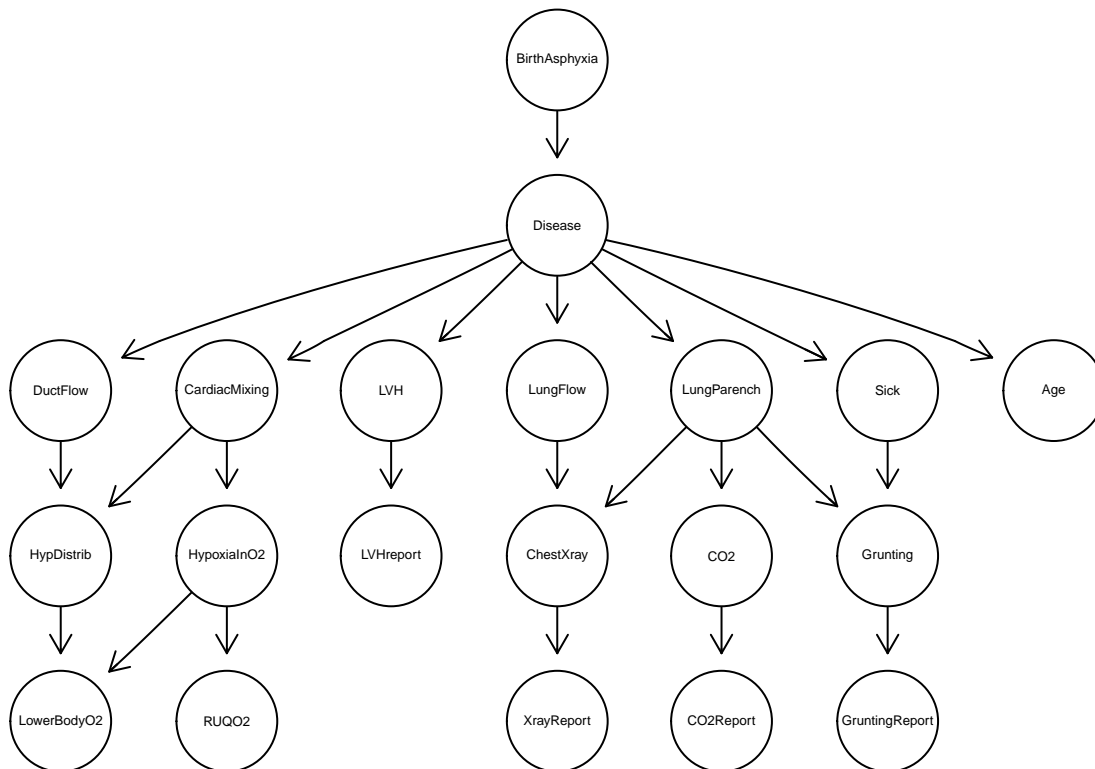 BirthAsphyxia
Disease
DuctFlow
CardiacMixing
LVH
LungFlow
LungParench
Sick
Age
HypDistrib
HypoxiaInO2
LVHreport
ChestXray
CO2
Grunting
LowerBodyO2
RUQO2
XrayReport
CO2Report
GruntingReport